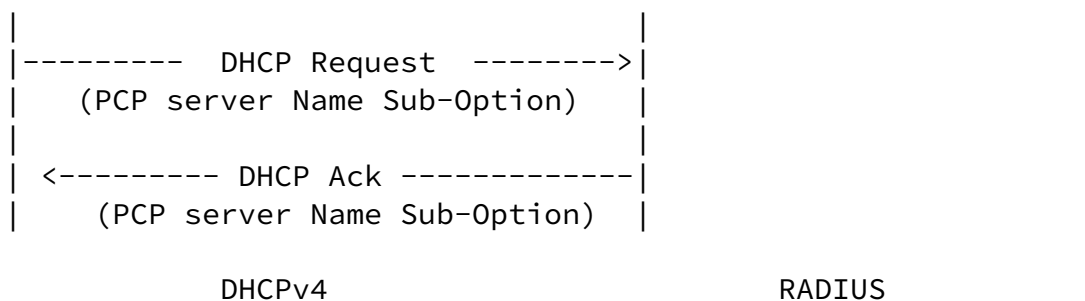 |                                  |
|--------- DHCP Request -------->|
| (PCP server Name Sub-Option) |
|                                  |
| <--------- DHCP Ack -------------|
| (PCP server Name Sub-Option) |
DHCPv4 RADIUS